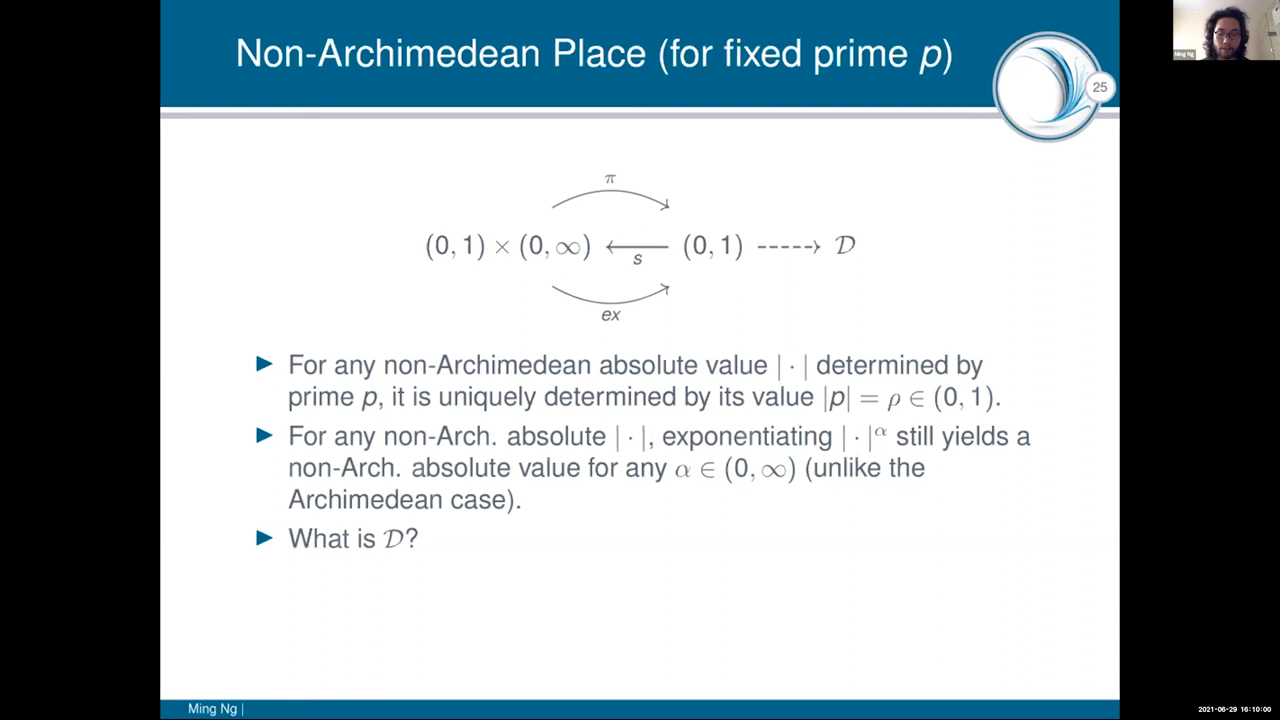 Non-Archimedean Place (for fixed prime p)
25
Ming Ng
π
(0, 1) × (0, ∞) ← (0, 1) ⇢ 𝒟
s
ex
► For any non-Archimedean absolute value | · | determined by
prime p, it is uniquely determined by its value |p| = ρ ∈ (0, 1).
► For any non-Arch. absolute | · |, exponentiating | · |^α still yields a
non-Arch. absolute value for any α ∈ (0, ∞) (unlike the
Archimedean case).
► What is 𝒟?
Ming Ng |
2021-06-29 16:10:00